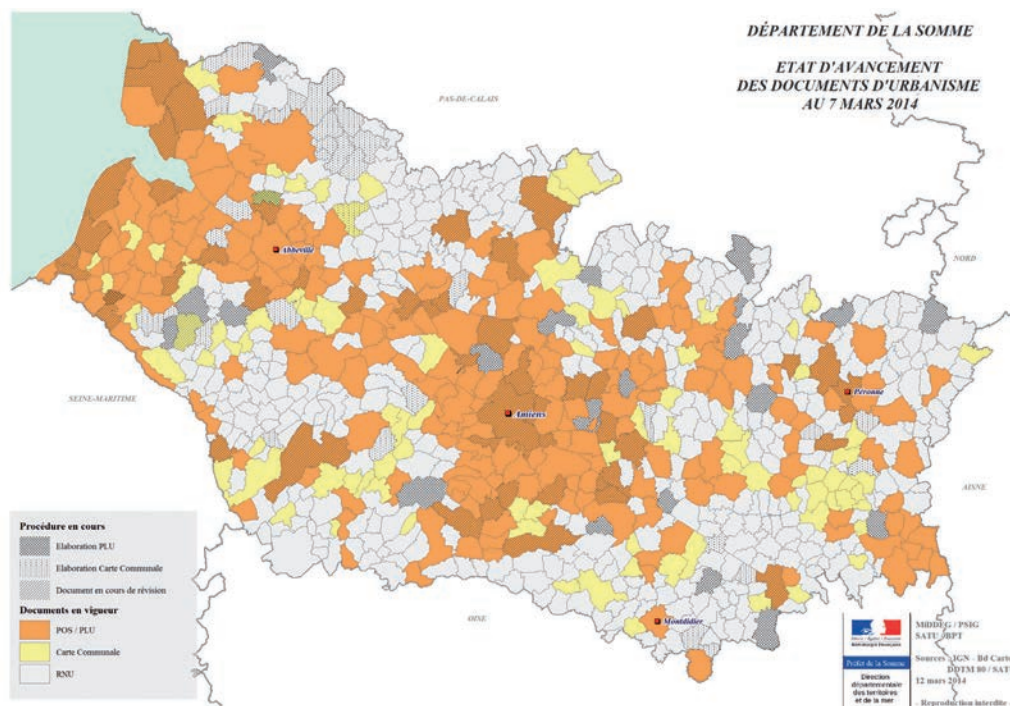 DÉPARTEMENT DE LA SOMME
ETAT D'AVANCEMENT
DES DOCUMENTS D'URBANISME
AU 7 MARS 2014
PAS-DE-CALAIS
NORD
Abbeville
SEINE-MARITIME
Amiens
Péronne
AISNE
OISE
Montdidier
Procédure en cours
Elaboration PLU
Elaboration Carte Communale
Document en cours de révision
Documents en vigueur
POS / PLU
Carte Communale
RNU
RÉPUBLIQUE FRANÇAISE
Préfet de la Somme
Direction
départementale
des territoires
et de la mer
MIDDEG / PSIG
SATU / BPT
Sources : IGN - Bd Carto
DDTM 80 / SATU
12 mars 2014
- Reproduction interdite -